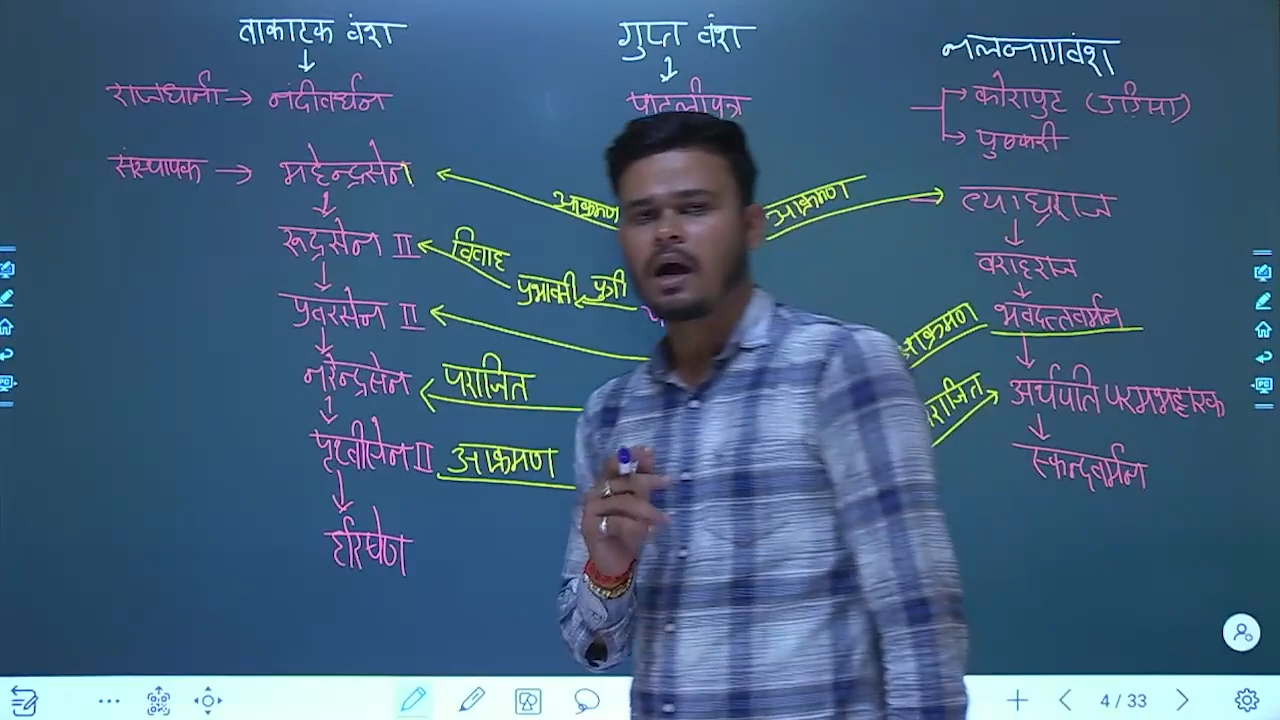 वाकाटक वंश
गुप्त वंश
नलनागवंश
राजधानी → नंदीवर्धन
पाटलीपुत्र
कोरापुट (उड़िसा)
पुष्करी
संस्थापक → महेन्द्रसेन
आक्रमण
आक्रमण
व्याघ्रराज
रूद्रसेन II
विवाह
प्रभावती पुत्री
वराहराज
प्रवरसेन II
आक्रमण
भवदत्तवर्मन
नरेन्द्रसेन
पराजित
अर्थपति परमभट्टारक
पृथ्वीसेन II
आक्रमण
स्कन्दवर्मन
हरिषेण
4 / 33